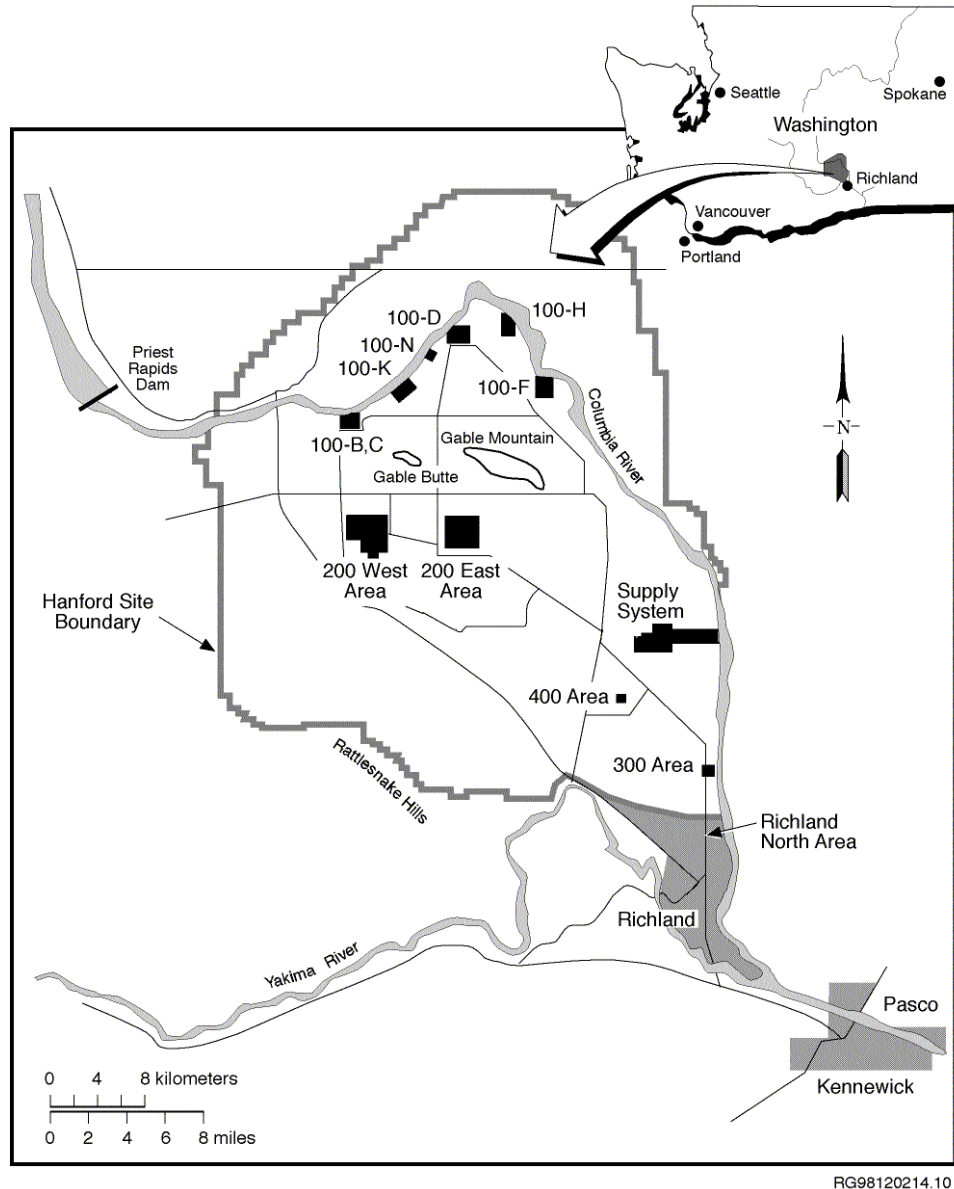 Seattle
Spokane
Washington
Richland
Vancouver
Portland
100-H
100-D
100-N
100-K
100-F
Priest
Rapids
Dam
100-B,C
Gable Mountain
Gable Butte
Columbia River
N
200 West
Area
200 East
Area
Hanford Site
Boundary
Supply
System
400 Area
300 Area
Rattlesnake Hills
Richland
North Area
Richland
Yakima River
Pasco
Kennewick
0 4 8 kilometers
0 2 4 6 8 miles
RG98120214.10